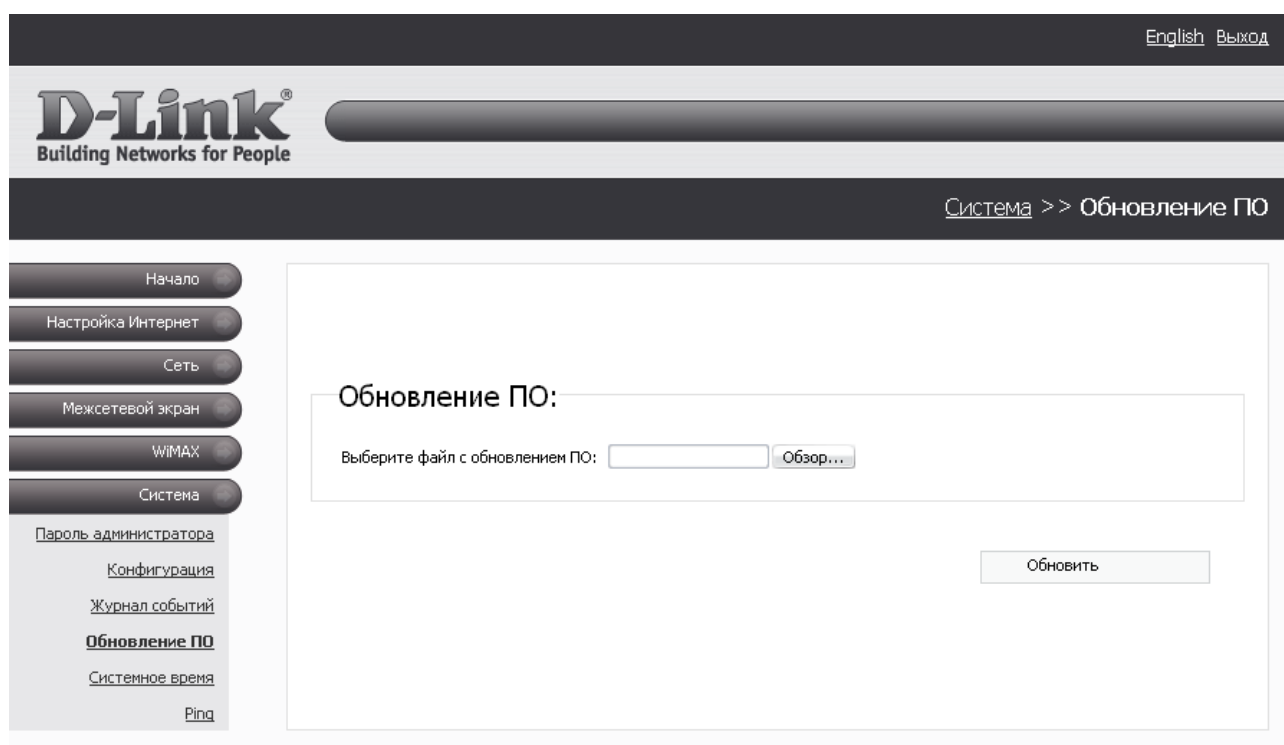 English Выход
D-Link®
Building Networks for People
Система >> Обновление ПО
Начало
Настройка Интернет
Сеть
Межсетевой экран
WiMAX
Система
Пароль администратора
Конфигурация
Журнал событий
Обновление ПО
Системное время
Ping
Обновление ПО:
Выберите файл с обновлением ПО: Обзор...
Обновить